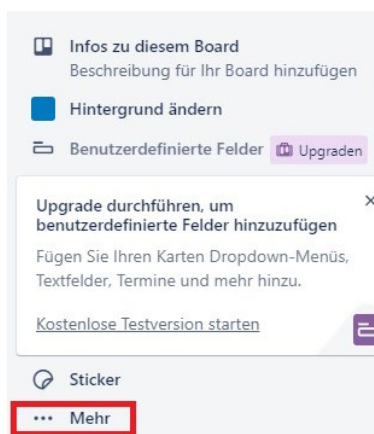 Infos zu diesem Board
Beschreibung für Ihr Board hinzufügen
Hintergrund ändern
Benutzerdefinierte Felder Upgraden
Upgrade durchführen, um
benutzerdefinierte Felder hinzuzufügen
Fügen Sie Ihren Karten Dropdown-Menüs,
Textfelder, Termine und mehr hinzu.
Kostenlose Testversion starten
Sticker
Mehr